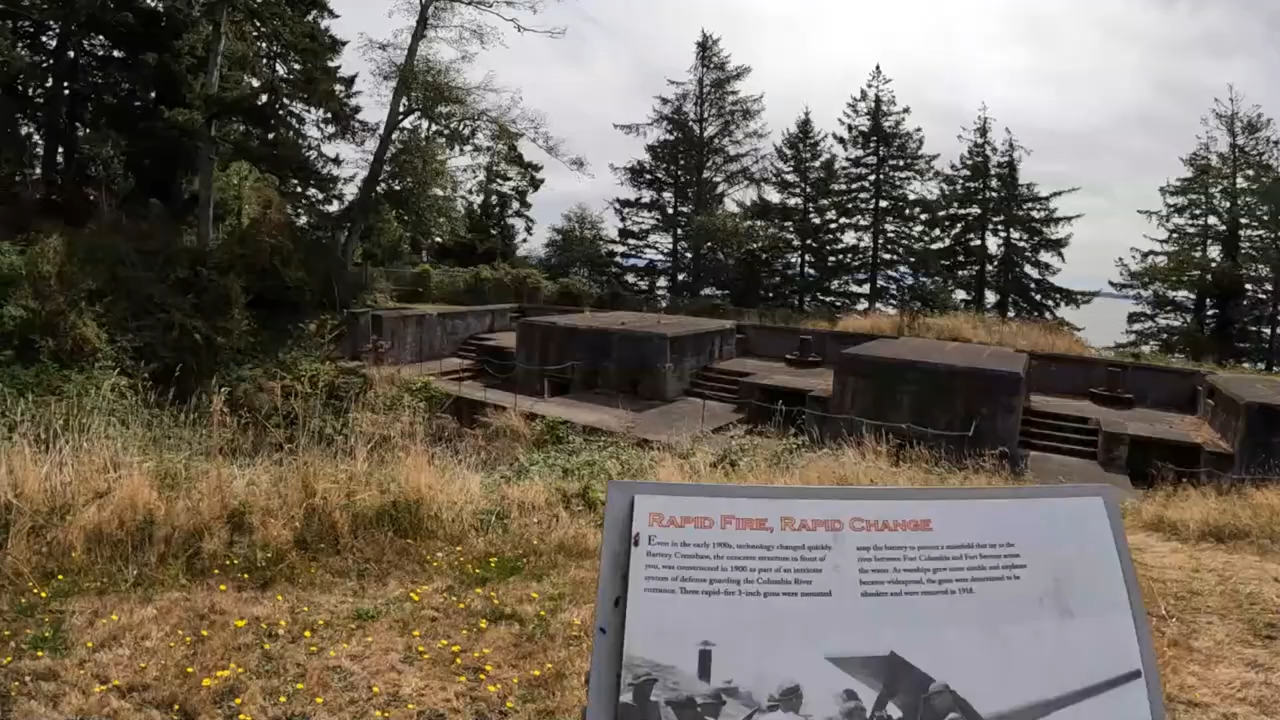 RAPID FIRE, RAPID CHANGE
Even in the early 1900s, technology changed quickly.
Battery Crenshaw, the concrete structure in front of
you, was constructed in 1900 as part of an intricate
system of defense guarding the Columbia River
entrance. Three rapid-fire 3-inch guns were mounted
atop the battery to protect a minefield that lay in the
river between Fort Columbia and Fort Stevens across
the water. As warships grew more nimble and airplanes
became widespread, the guns were determined to be
obsolete and were removed in 1918.